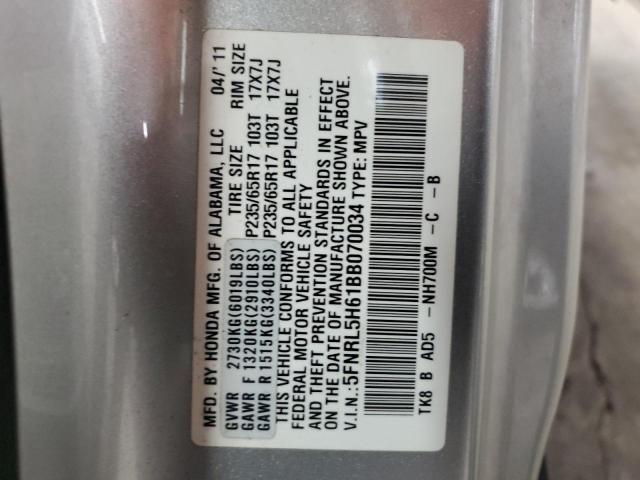 MFD. BY HONDA MFG. OF ALABAMA, LLC 04/'11
TIRE SIZE RIM SIZE
GVWR 2730KG(6019LBS)
GAWR F 1320KG(2910LBS) P235/65R17 103T 17X7J
GAWR R 1515KG(3340LBS) P235/65R17 103T 17X7J
THIS VEHICLE CONFORMS TO ALL APPLICABLE
FEDERAL MOTOR VEHICLE SAFETY
AND THEFT PREVENTION STANDARDS IN EFFECT
ON THE DATE OF MANUFACTURE SHOWN ABOVE.
V.I.N.:5FNRL5H61BB070034 TYPE: MPV
TK8 B AD5 -NH700M -C -B